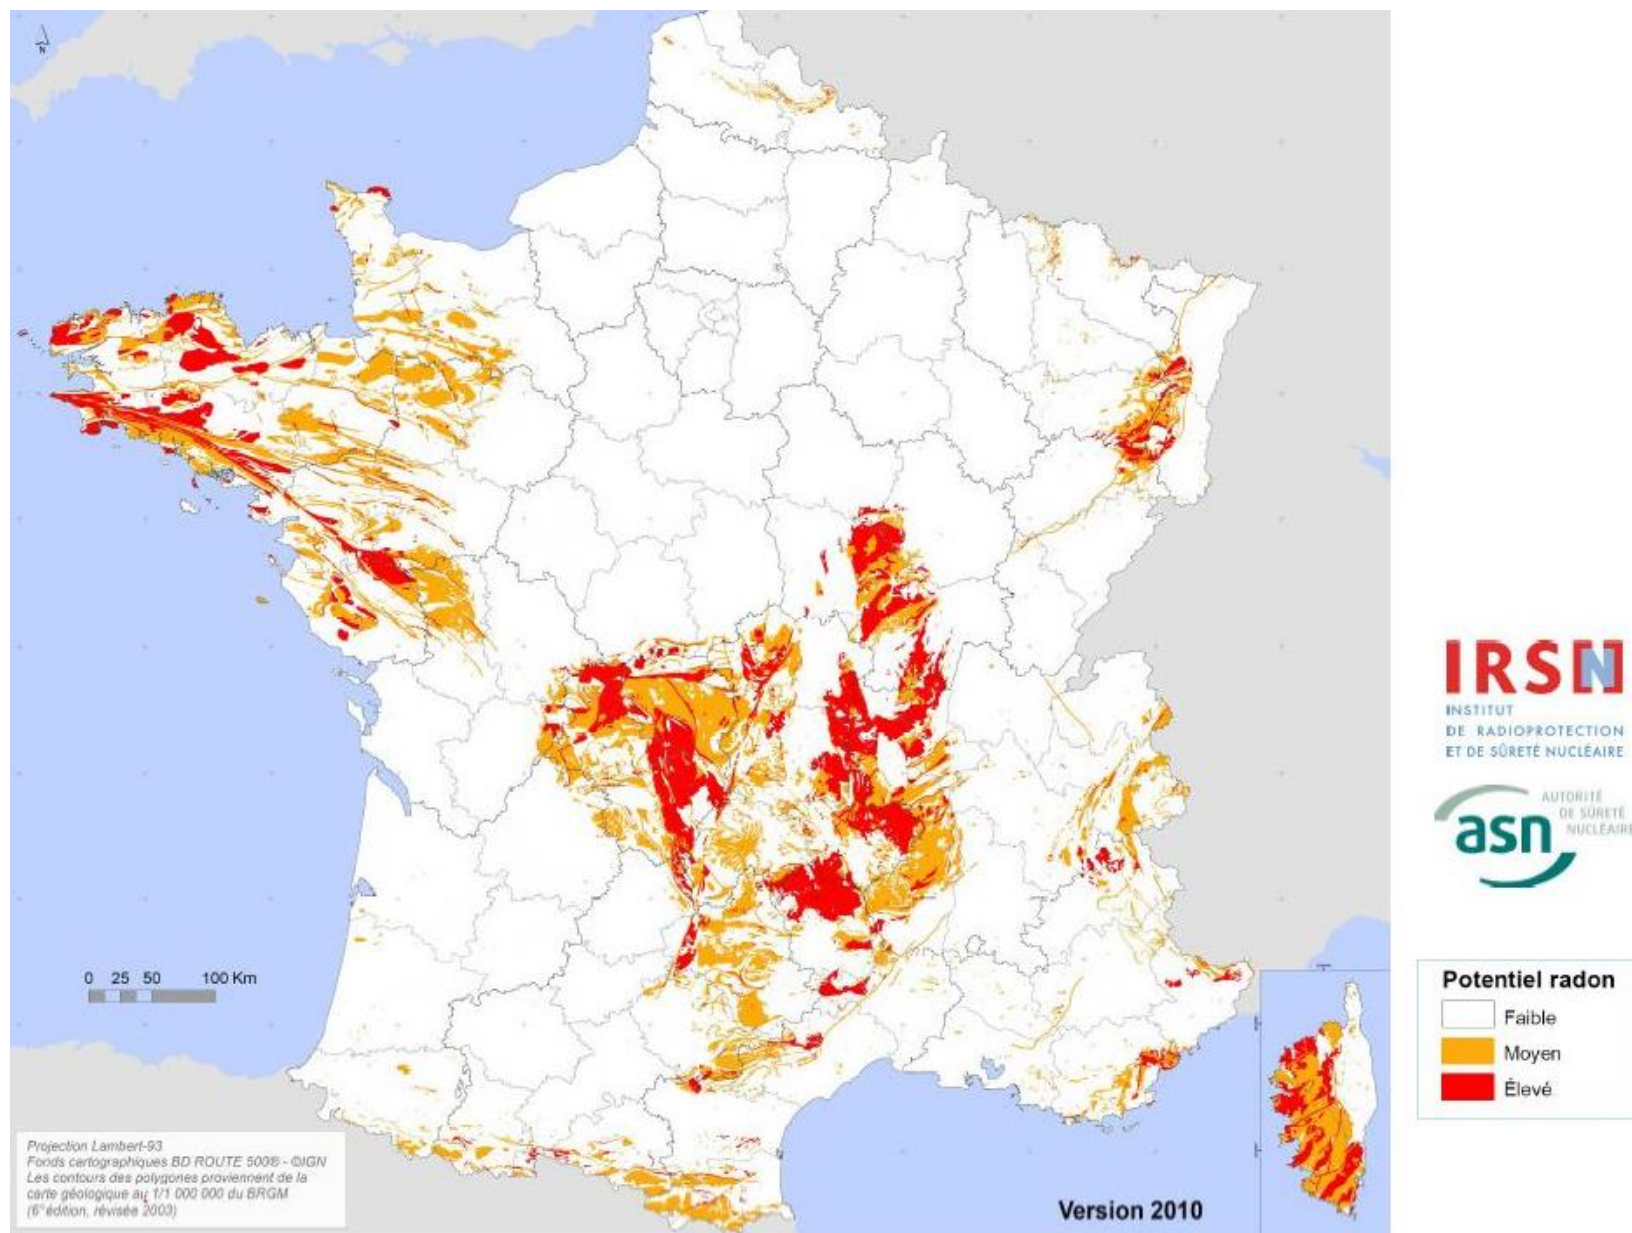 N
0 25 50 100 Km
Projection Lambert-93
Fonds cartographiques BD ROUTE 500® - ©IGN
Les contours des polygones proviennent de la
carte géologique au 1/1 000 000 du BRGM
(6° édition, révisée 2003)
Version 2010
IRSN
INSTITUT
DE RADIOPROTECTION
ET DE SÛRETÉ NUCLÉAIRE
AUTORITÉ
DE SÛRETÉ
NUCLÉAIRE
asn
Potentiel radon
Faible
Moyen
Élevé